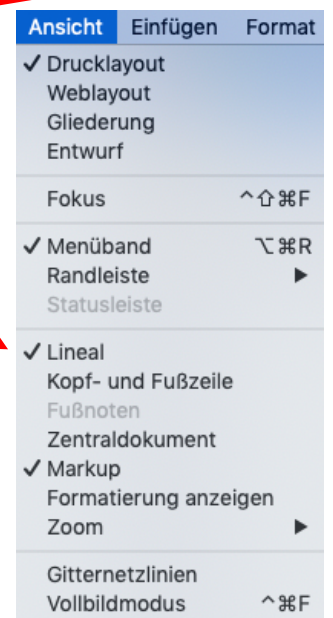 Ansicht Einfügen Format
✓ Drucklayout
Weblayout
Gliederung
Entwurf
Fokus ^⇧⌘F
✓ Menüband ⌥⌘R
Randleiste ▶
Statusleiste
✓ Lineal
Kopf- und Fußzeile
Fußnoten
Zentraldokument
✓ Markup
Formatierung anzeigen
Zoom ▶
Gitternetzlinien
Vollbildmodus ^⌘F